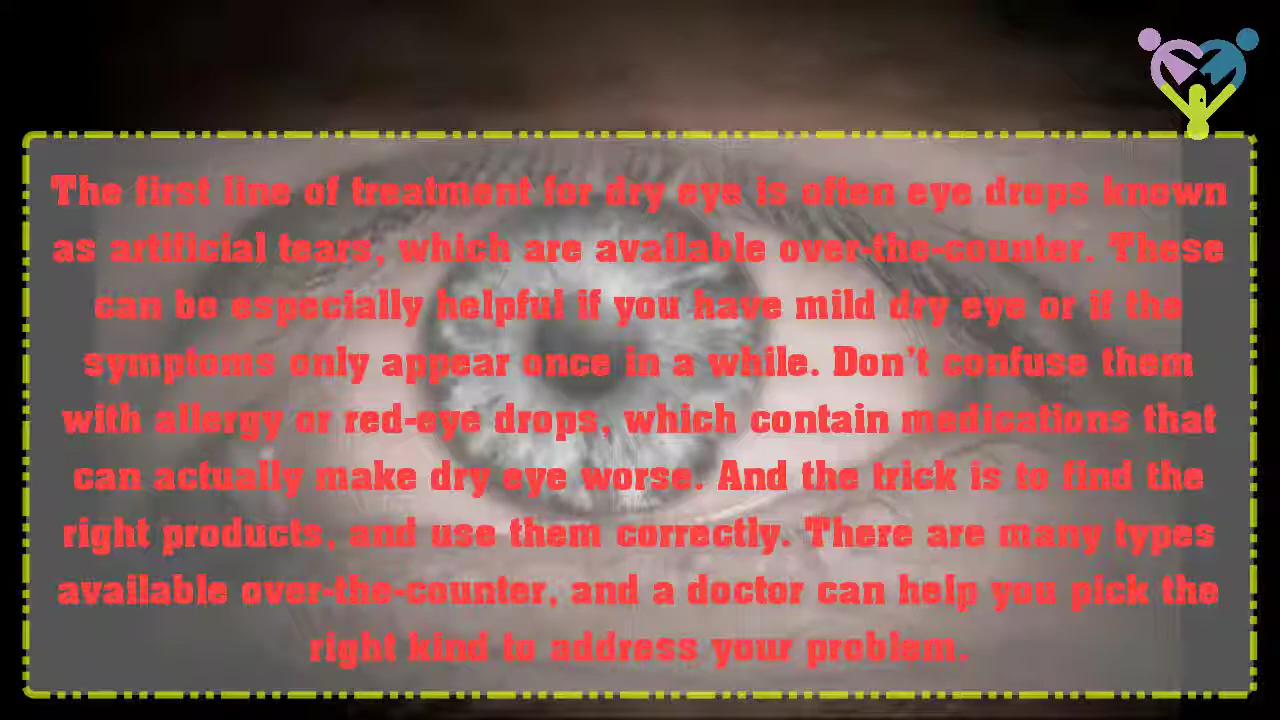 The first line of treatment for dry eye is often eye drops known
as artificial tears, which are available over-the-counter. These
can be especially helpful if you have mild dry eye or if the
symptoms only appear once in a while. Don't confuse them
with allergy or red-eye drops, which contain medications that
can actually make dry eye worse. And the trick is to find the
right products, and use them correctly. There are many types
available over-the-counter, and a doctor can help you pick the
right kind to address your problem.